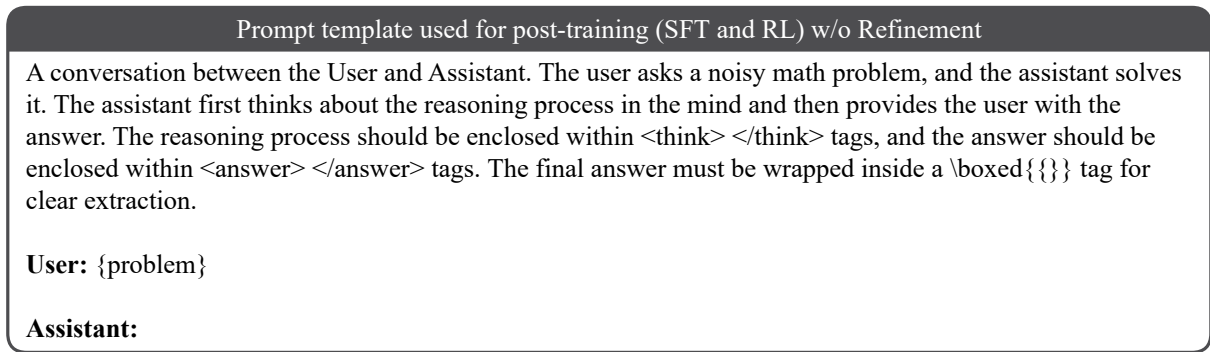 Prompt template used for post-training (SFT and RL) w/o Refinement
A conversation between the User and Assistant. The user asks a noisy math problem, and the assistant solves
it. The assistant first thinks about the reasoning process in the mind and then provides the user with the
answer. The reasoning process should be enclosed within <think> </think> tags, and the answer should be
enclosed within <answer> </answer> tags. The final answer must be wrapped inside a \boxed{{}} tag for
clear extraction.
User: {problem}
Assistant: